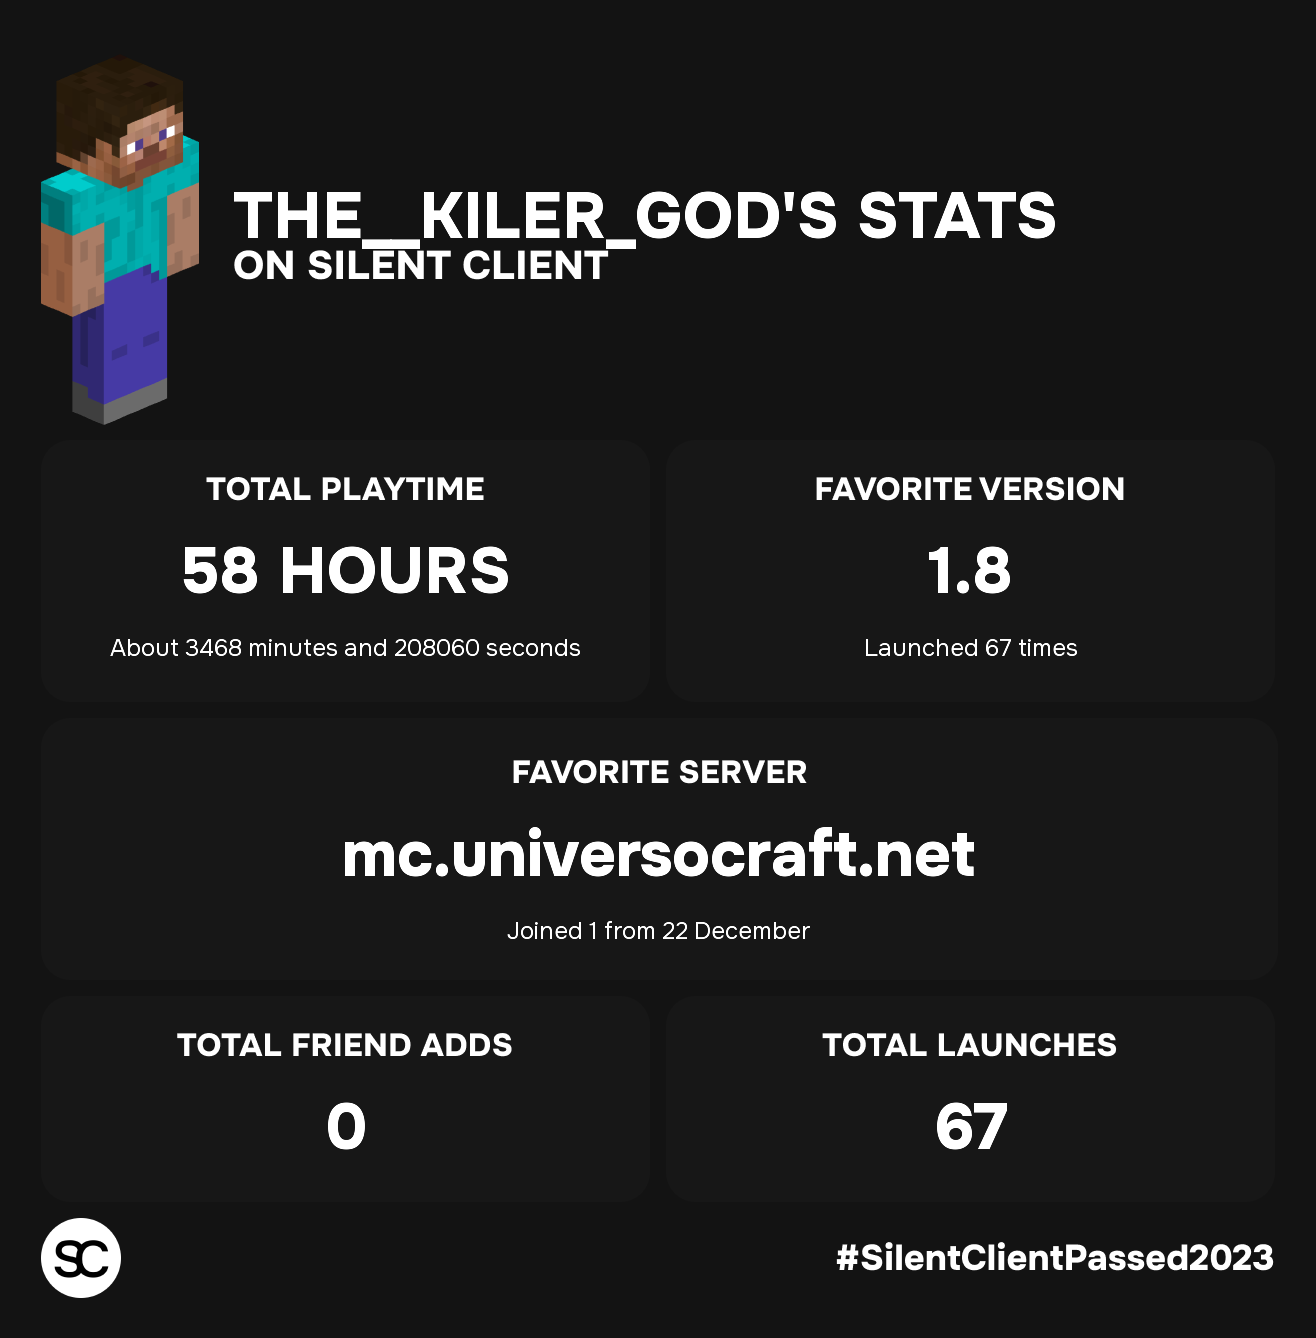 THE__KILER_GOD'S STATS
ON SILENT CLIENT
TOTAL PLAYTIME
58 HOURS
About 3468 minutes and 208060 seconds
FAVORITE VERSION
1.8
Launched 67 times
FAVORITE SERVER
mc.universocraft.net
Joined 1 from 22 December
TOTAL FRIEND ADDS
0
TOTAL LAUNCHES
67
SC
#SilentClientPassed2023